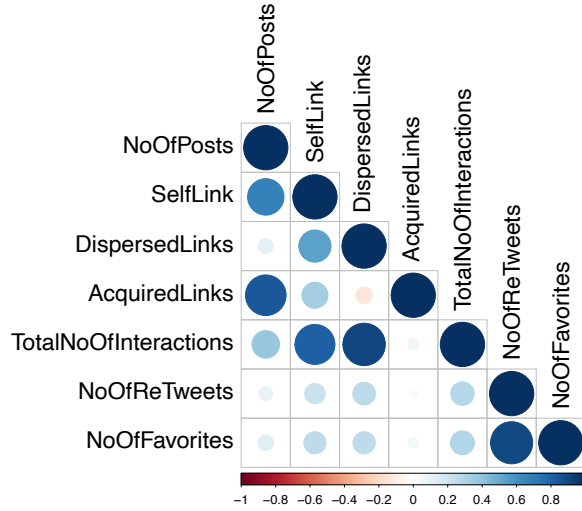 NoOfPosts
SelfLink
DispersedLinks
AcquiredLinks
TotalNoOfInteractions
NoOfReTweets
NoOfFavorites
NoOfPosts
SelfLink
DispersedLinks
AcquiredLinks
TotalNoOfInteractions
NoOfReTweets
NoOfFavorites
−1 −0.8 −0.6 −0.4 −0.2 0 0.2 0.4 0.6 0.8